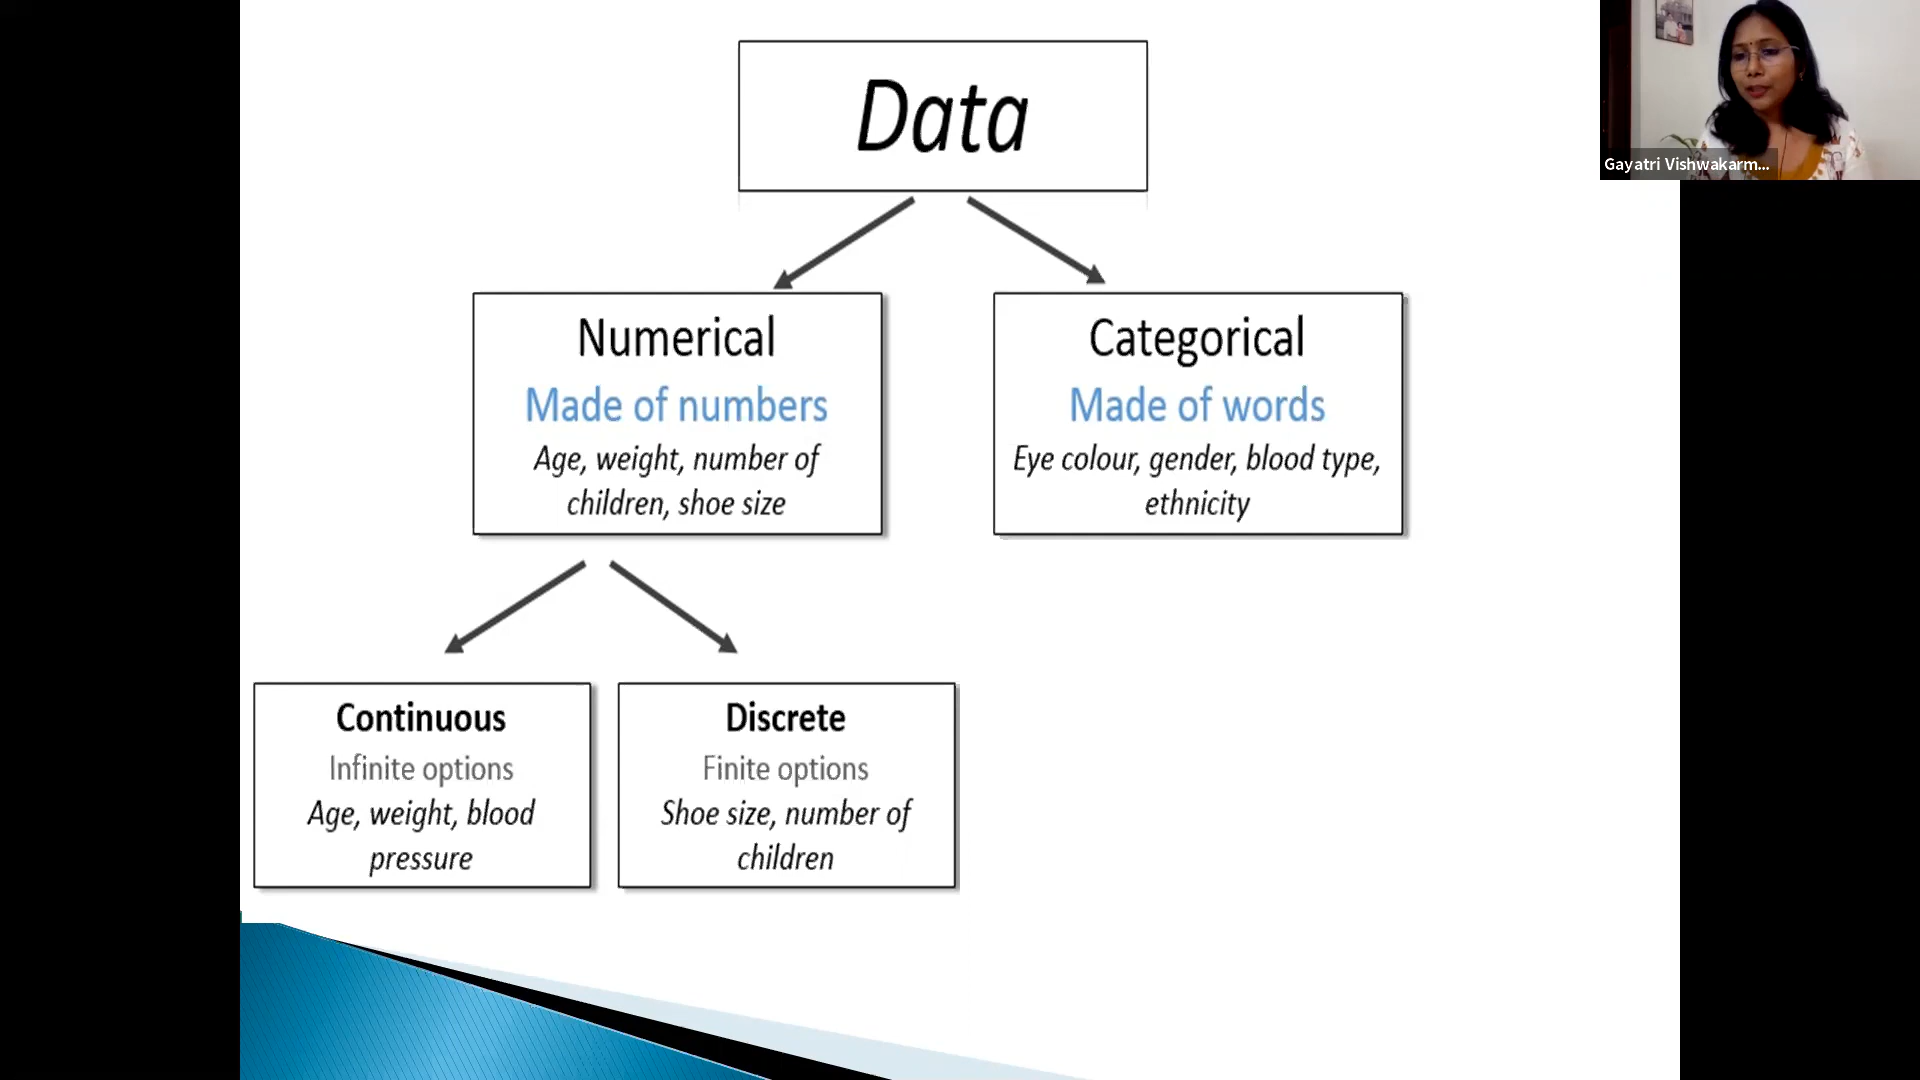 Data
Gayatri Vishwakarm...
Numerical
Made of numbers
Age, weight, number of
children, shoe size
Categorical
Made of words
Eye colour, gender, blood type,
ethnicity
Continuous
Infinite options
Age, weight, blood
pressure
Discrete
Finite options
Shoe size, number of
children